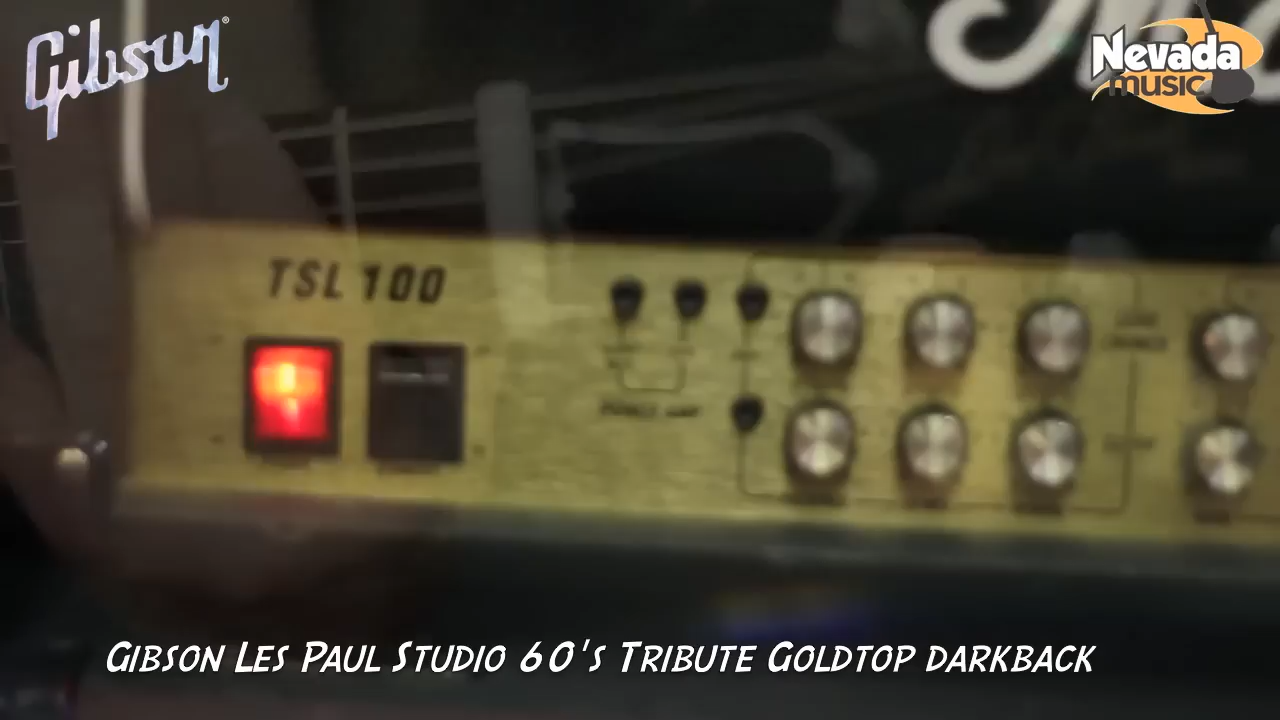 Gibson
Nevada
music
TSL 100
Gibson Les Paul Studio 60's Tribute Goldtop darkback